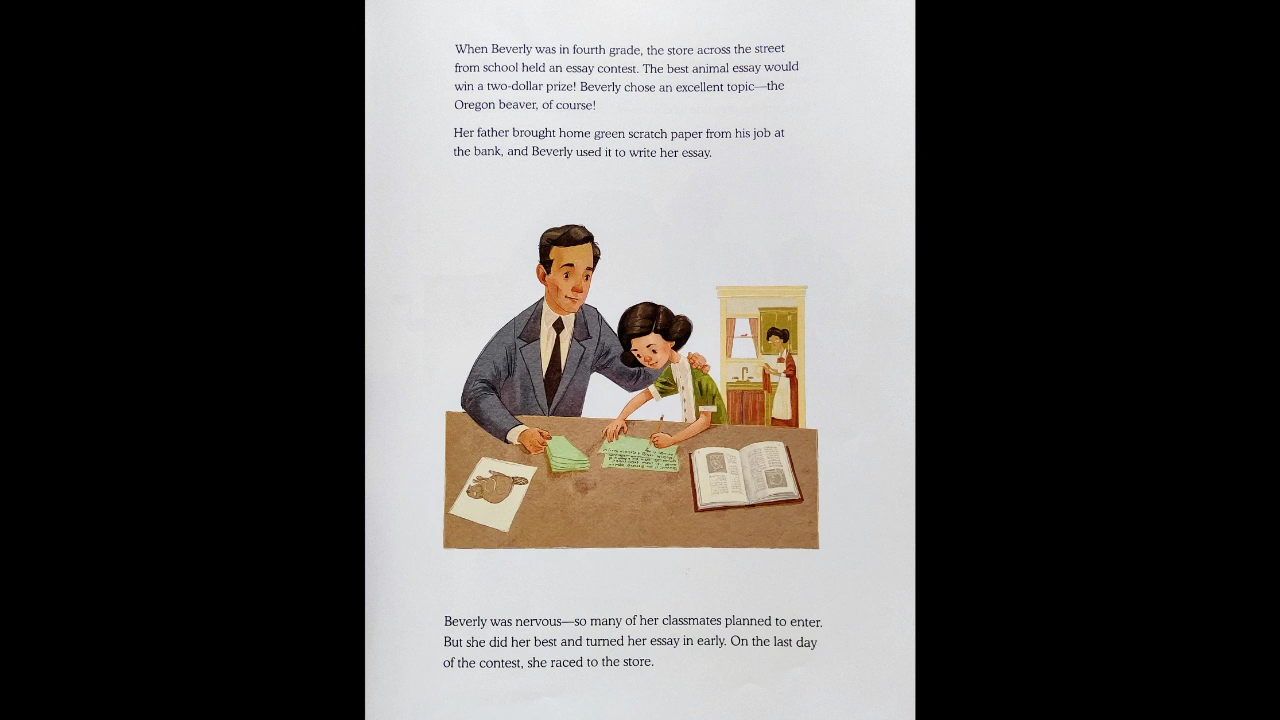 When Beverly was in fourth grade, the store across the street
from school held an essay contest. The best animal essay would
win a two-dollar prize! Beverly chose an excellent topic—the
Oregon beaver, of course!
Her father brought home green scratch paper from his job at
the bank, and Beverly used it to write her essay.
Beverly was nervous—so many of her classmates planned to enter.
But she did her best and turned her essay in early. On the last day
of the contest, she raced to the store.